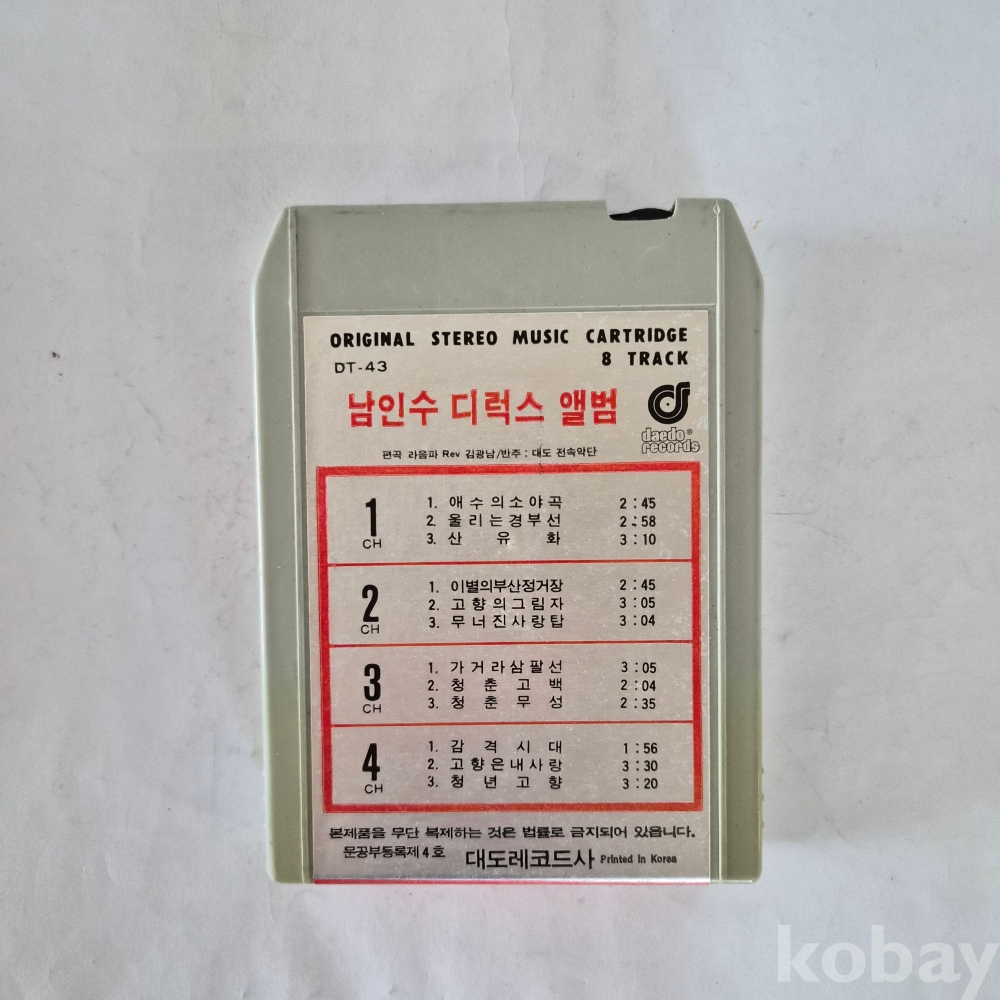 ORIGINAL STEREO MUSIC CARTRIDGE
8 TRACK
DT-43
남인수 디럭스 앨범
daedo®
records
편곡 라음파 Rev 김광남/반주 : 대도 전속악단
1 CH
1. 애수의소야곡 2:45
2. 울리는경부선 2:58
3. 산유화 3:10
2 CH
1. 이별의부산정거장 2:45
2. 고향의그림자 3:05
3. 무너진사랑탑 3:04
3 CH
1. 가거라삼팔선 3:05
2. 청춘고백 2:04
3. 청춘무성 2:35
4 CH
1. 감격시대 1:56
2. 고향은내사랑 3:30
3. 청년고향 3:20
본제품을 무단 복제하는 것은 법률로 금지되어 있읍니다.
문공부등록제4호 대도레코드사 Printed In Korea
kobay